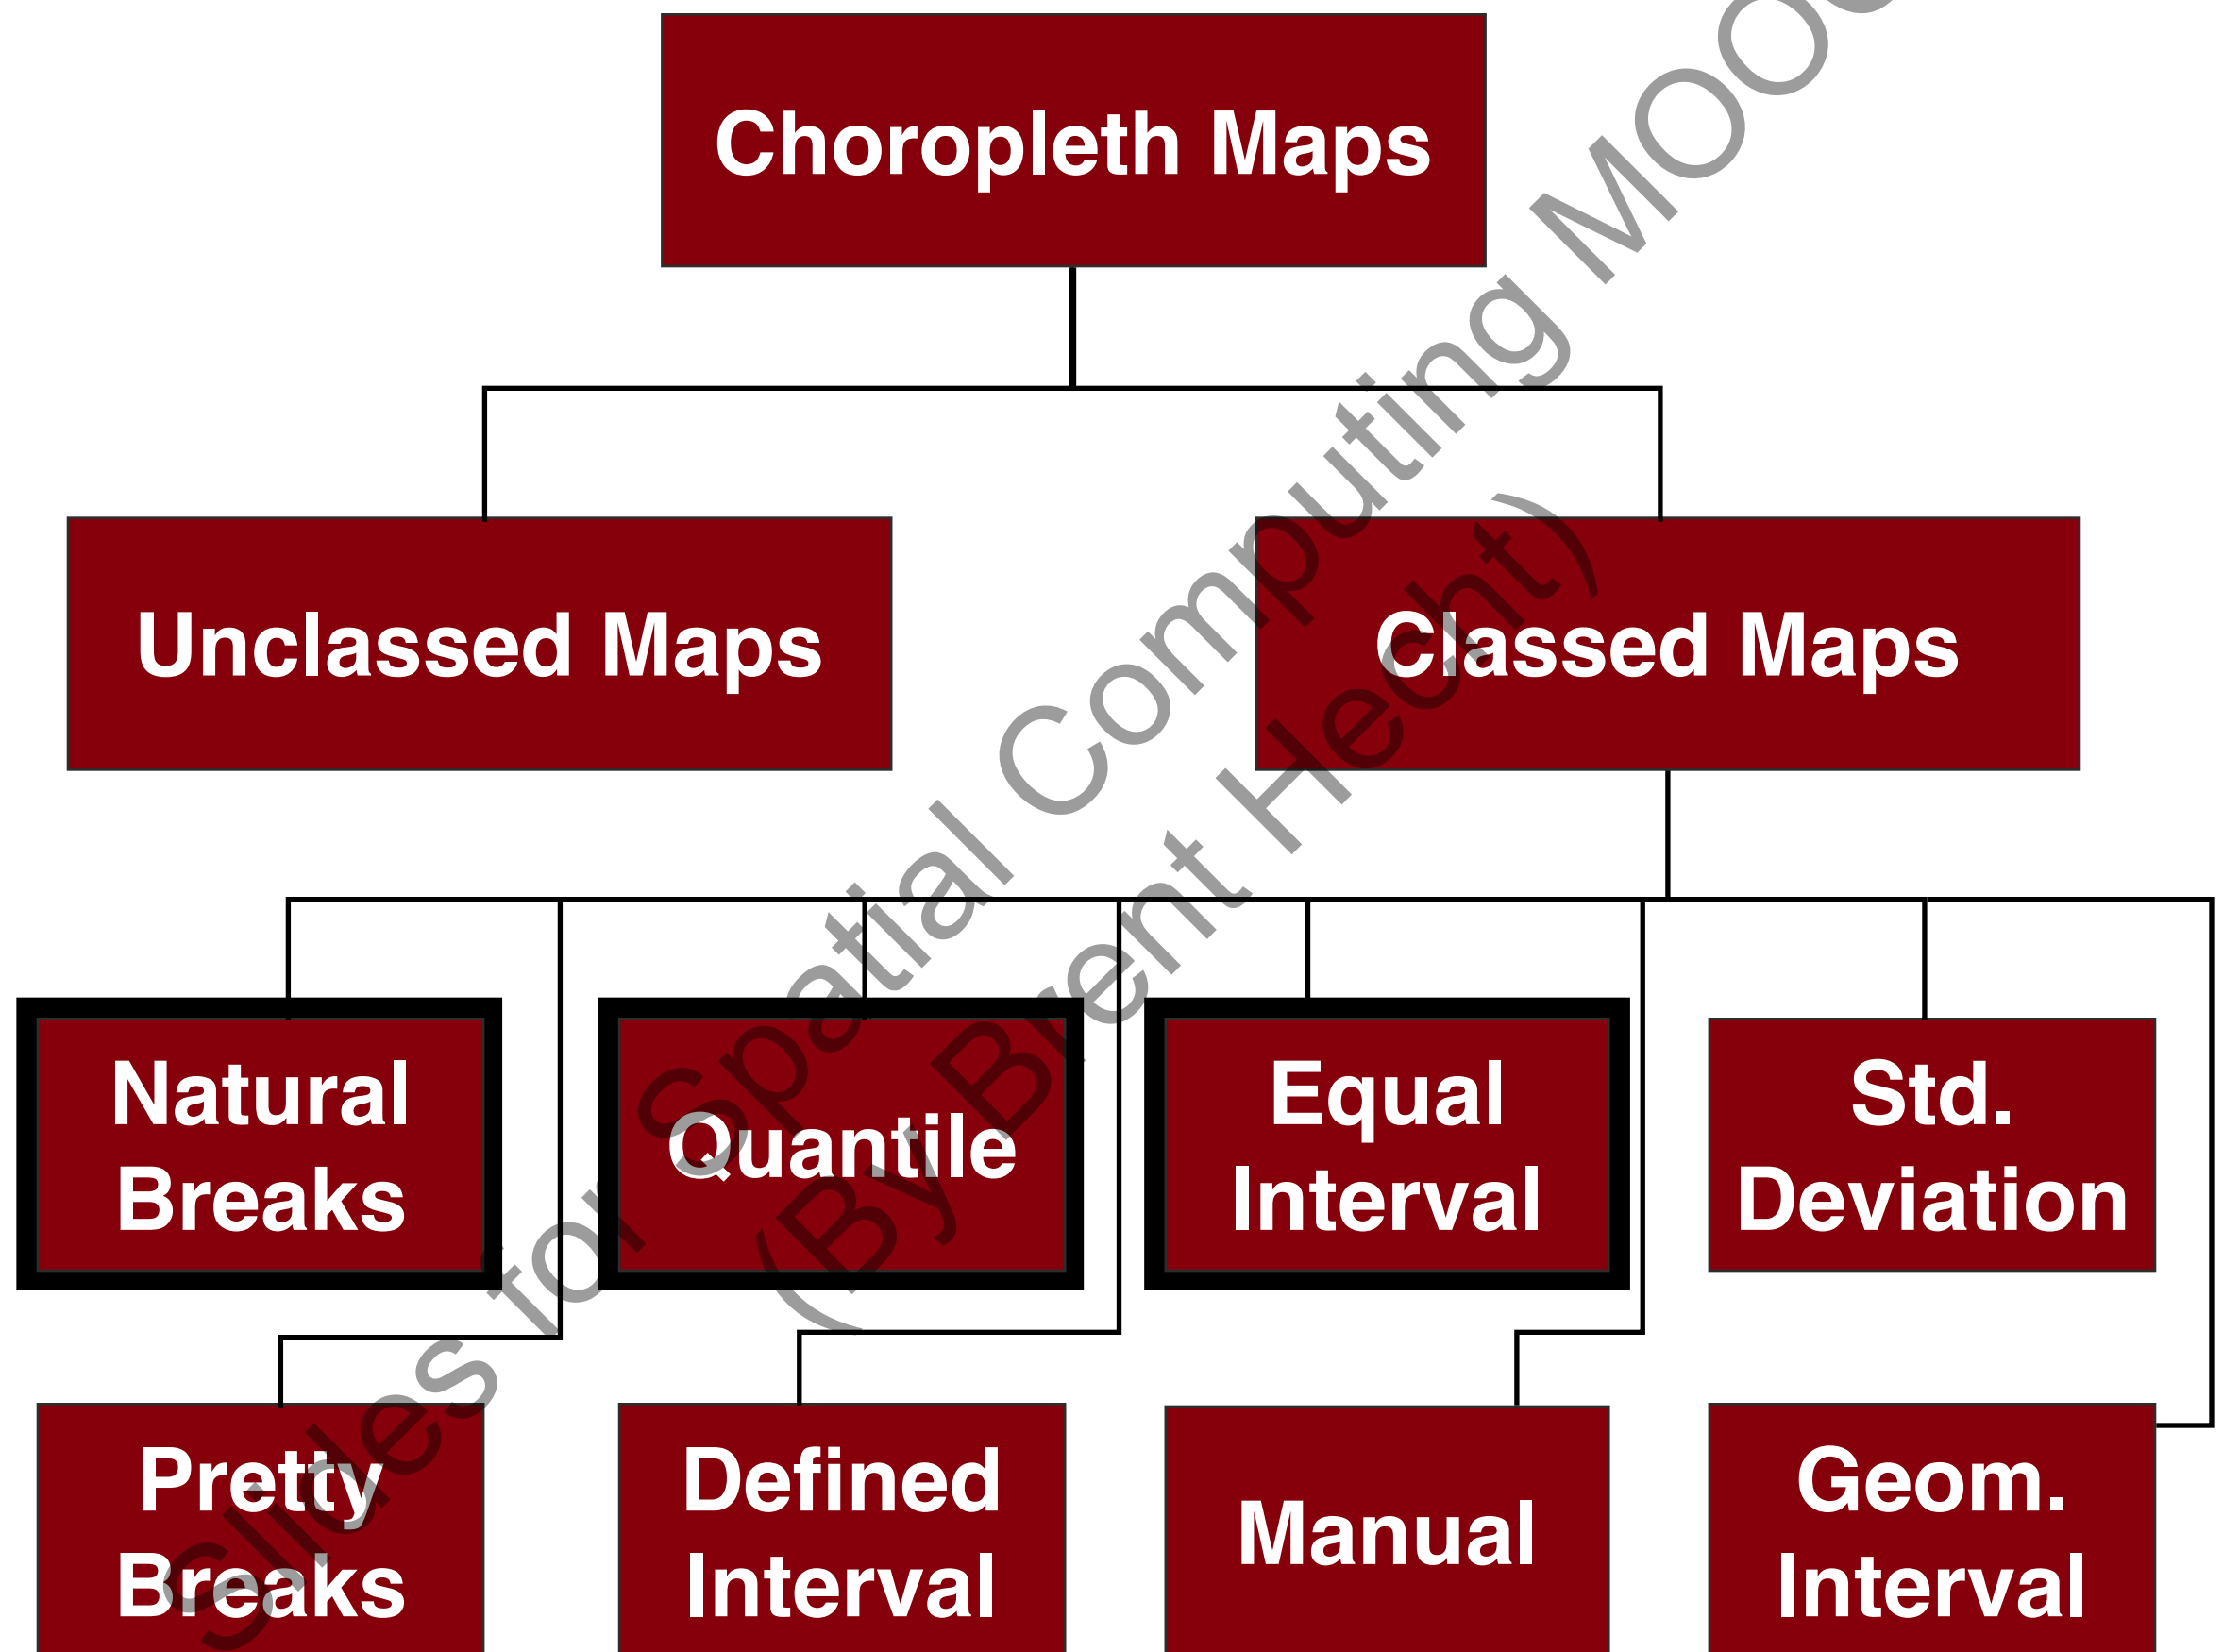 Choropleth Maps
Unclassed Maps
Classed Maps
Natural
Breaks
Quantile
Equal
Interval
Std.
Deviation
Pretty
Breaks
Defined
Interval
Manual
Geom.
Interval
Slides for Spatial Computing
(By Brent Hecht)